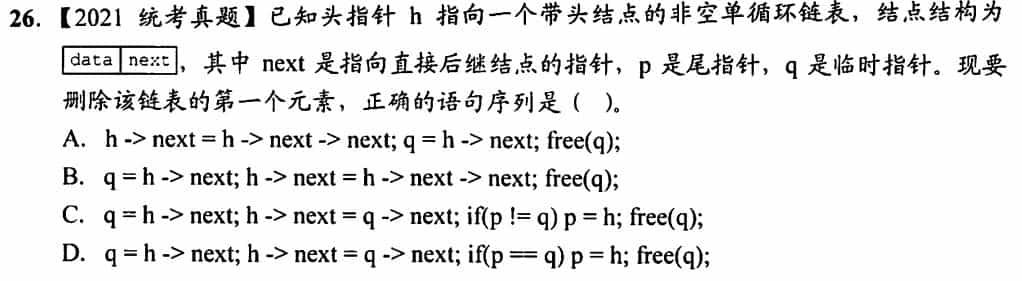 26. 【2021 统考真题】已知头指针 h 指向一个带头结点的非空单循环链表，结点结构为
data next ，其中 next 是指向直接后继结点的指针，p 是尾指针，q 是临时指针。现要
删除该链表的第一个元素，正确的语句序列是（ ）。
A. h -> next = h -> next -> next; q = h -> next; free(q);
B. q = h -> next; h -> next = h -> next -> next; free(q);
C. q = h -> next; h -> next = q -> next; if(p != q) p = h; free(q);
D. q = h -> next; h -> next = q -> next; if(p == q) p = h; free(q);